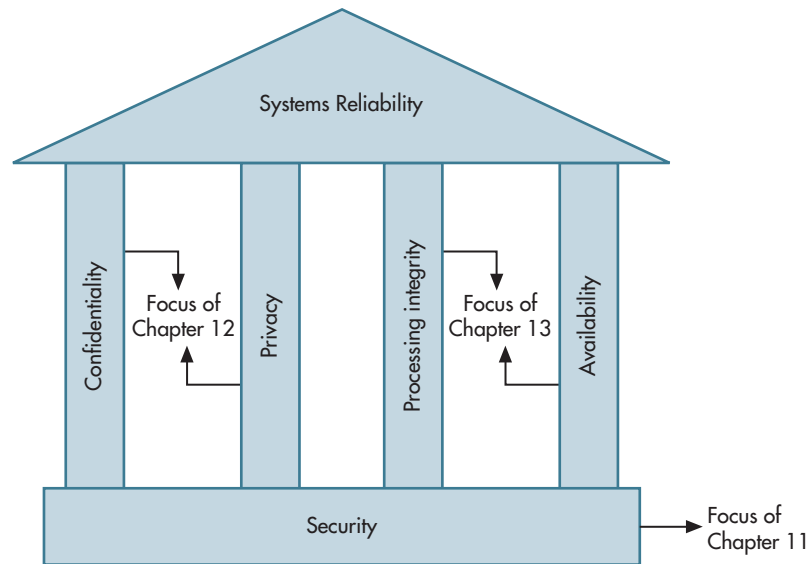 Systems Reliability
Confidentiality
Focus of
Chapter 12
Privacy
Processing integrity
Focus of
Chapter 13
Availability
Security
Focus of
Chapter 11